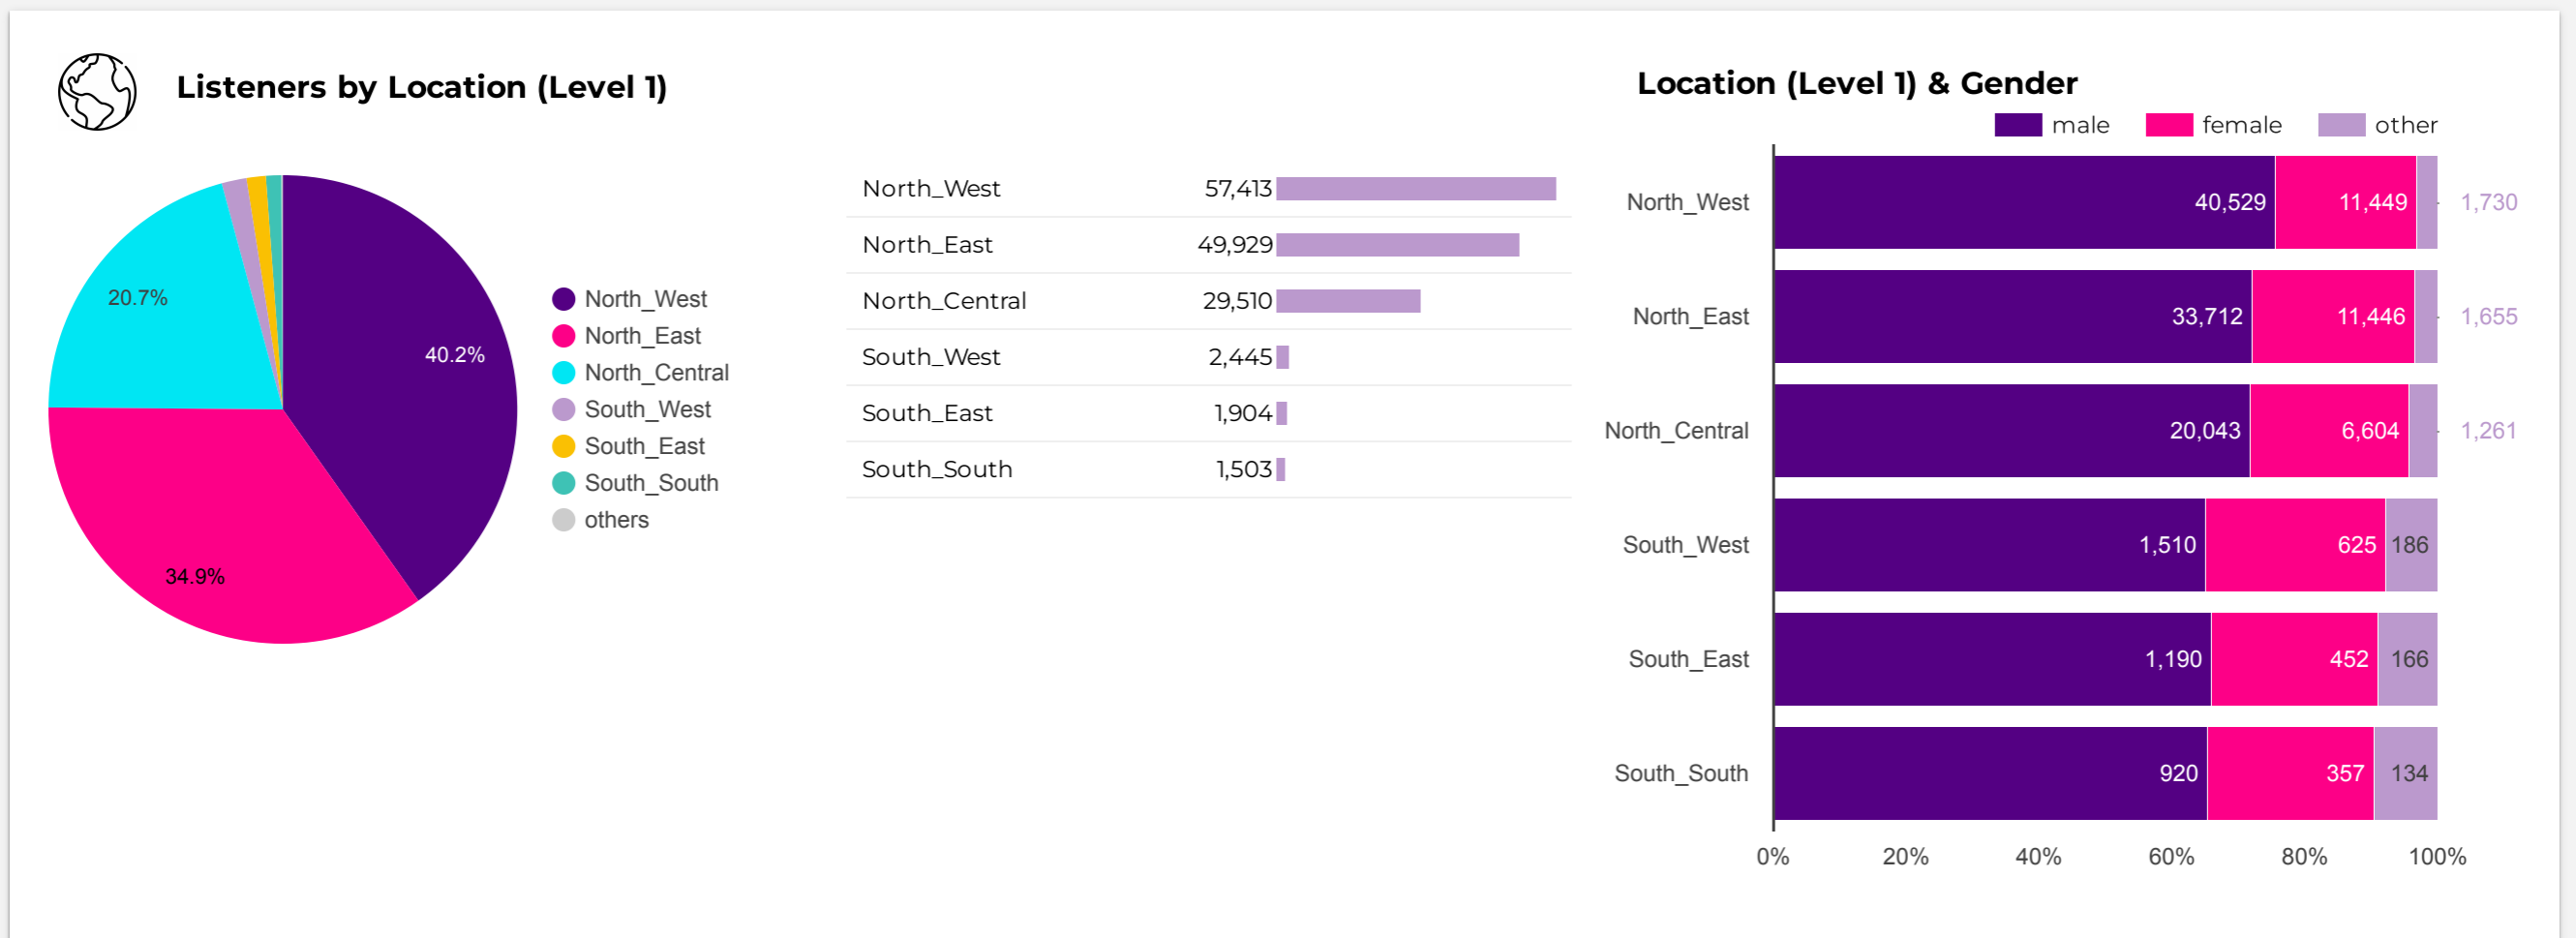 Listeners by Location (Level 1)
40.2%
34.9%
20.7%
North_West
North_East
North_Central
South_West
South_East
South_South
others
North_West 57,413
North_East 49,929
North_Central 29,510
South_West 2,445
South_East 1,904
South_South 1,503
Location (Level 1) & Gender
male female other
North_West 40,529 11,449 1,730
North_East 33,712 11,446 1,655
North_Central 20,043 6,604 1,261
South_West 1,510 625 186
South_East 1,190 452 166
South_South 920 357 134
0% 20% 40% 60% 80% 100%